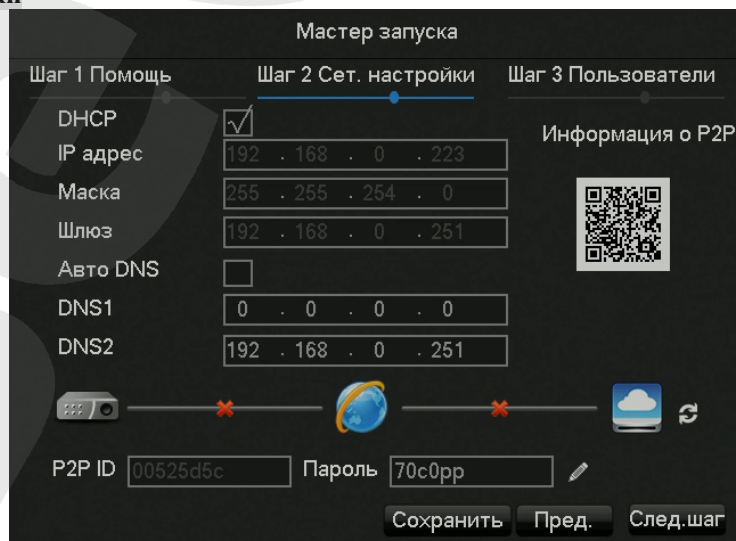 Мастер запуска
Шаг 1 Помощь Шаг 2 Сет. настройки Шаг 3 Пользователи
DHCP
Информация о P2P
IP адрес 192 . 168 . 0 . 223
Маска 255 . 255 . 254 . 0
Шлюз 192 . 168 . 0 . 251
Авто DNS
DNS1 0 . 0 . 0 . 0
DNS2 192 . 168 . 0 . 251
P2P ID 00525d5c Пароль 70c0pp
Сохранить Пред. След.шаг